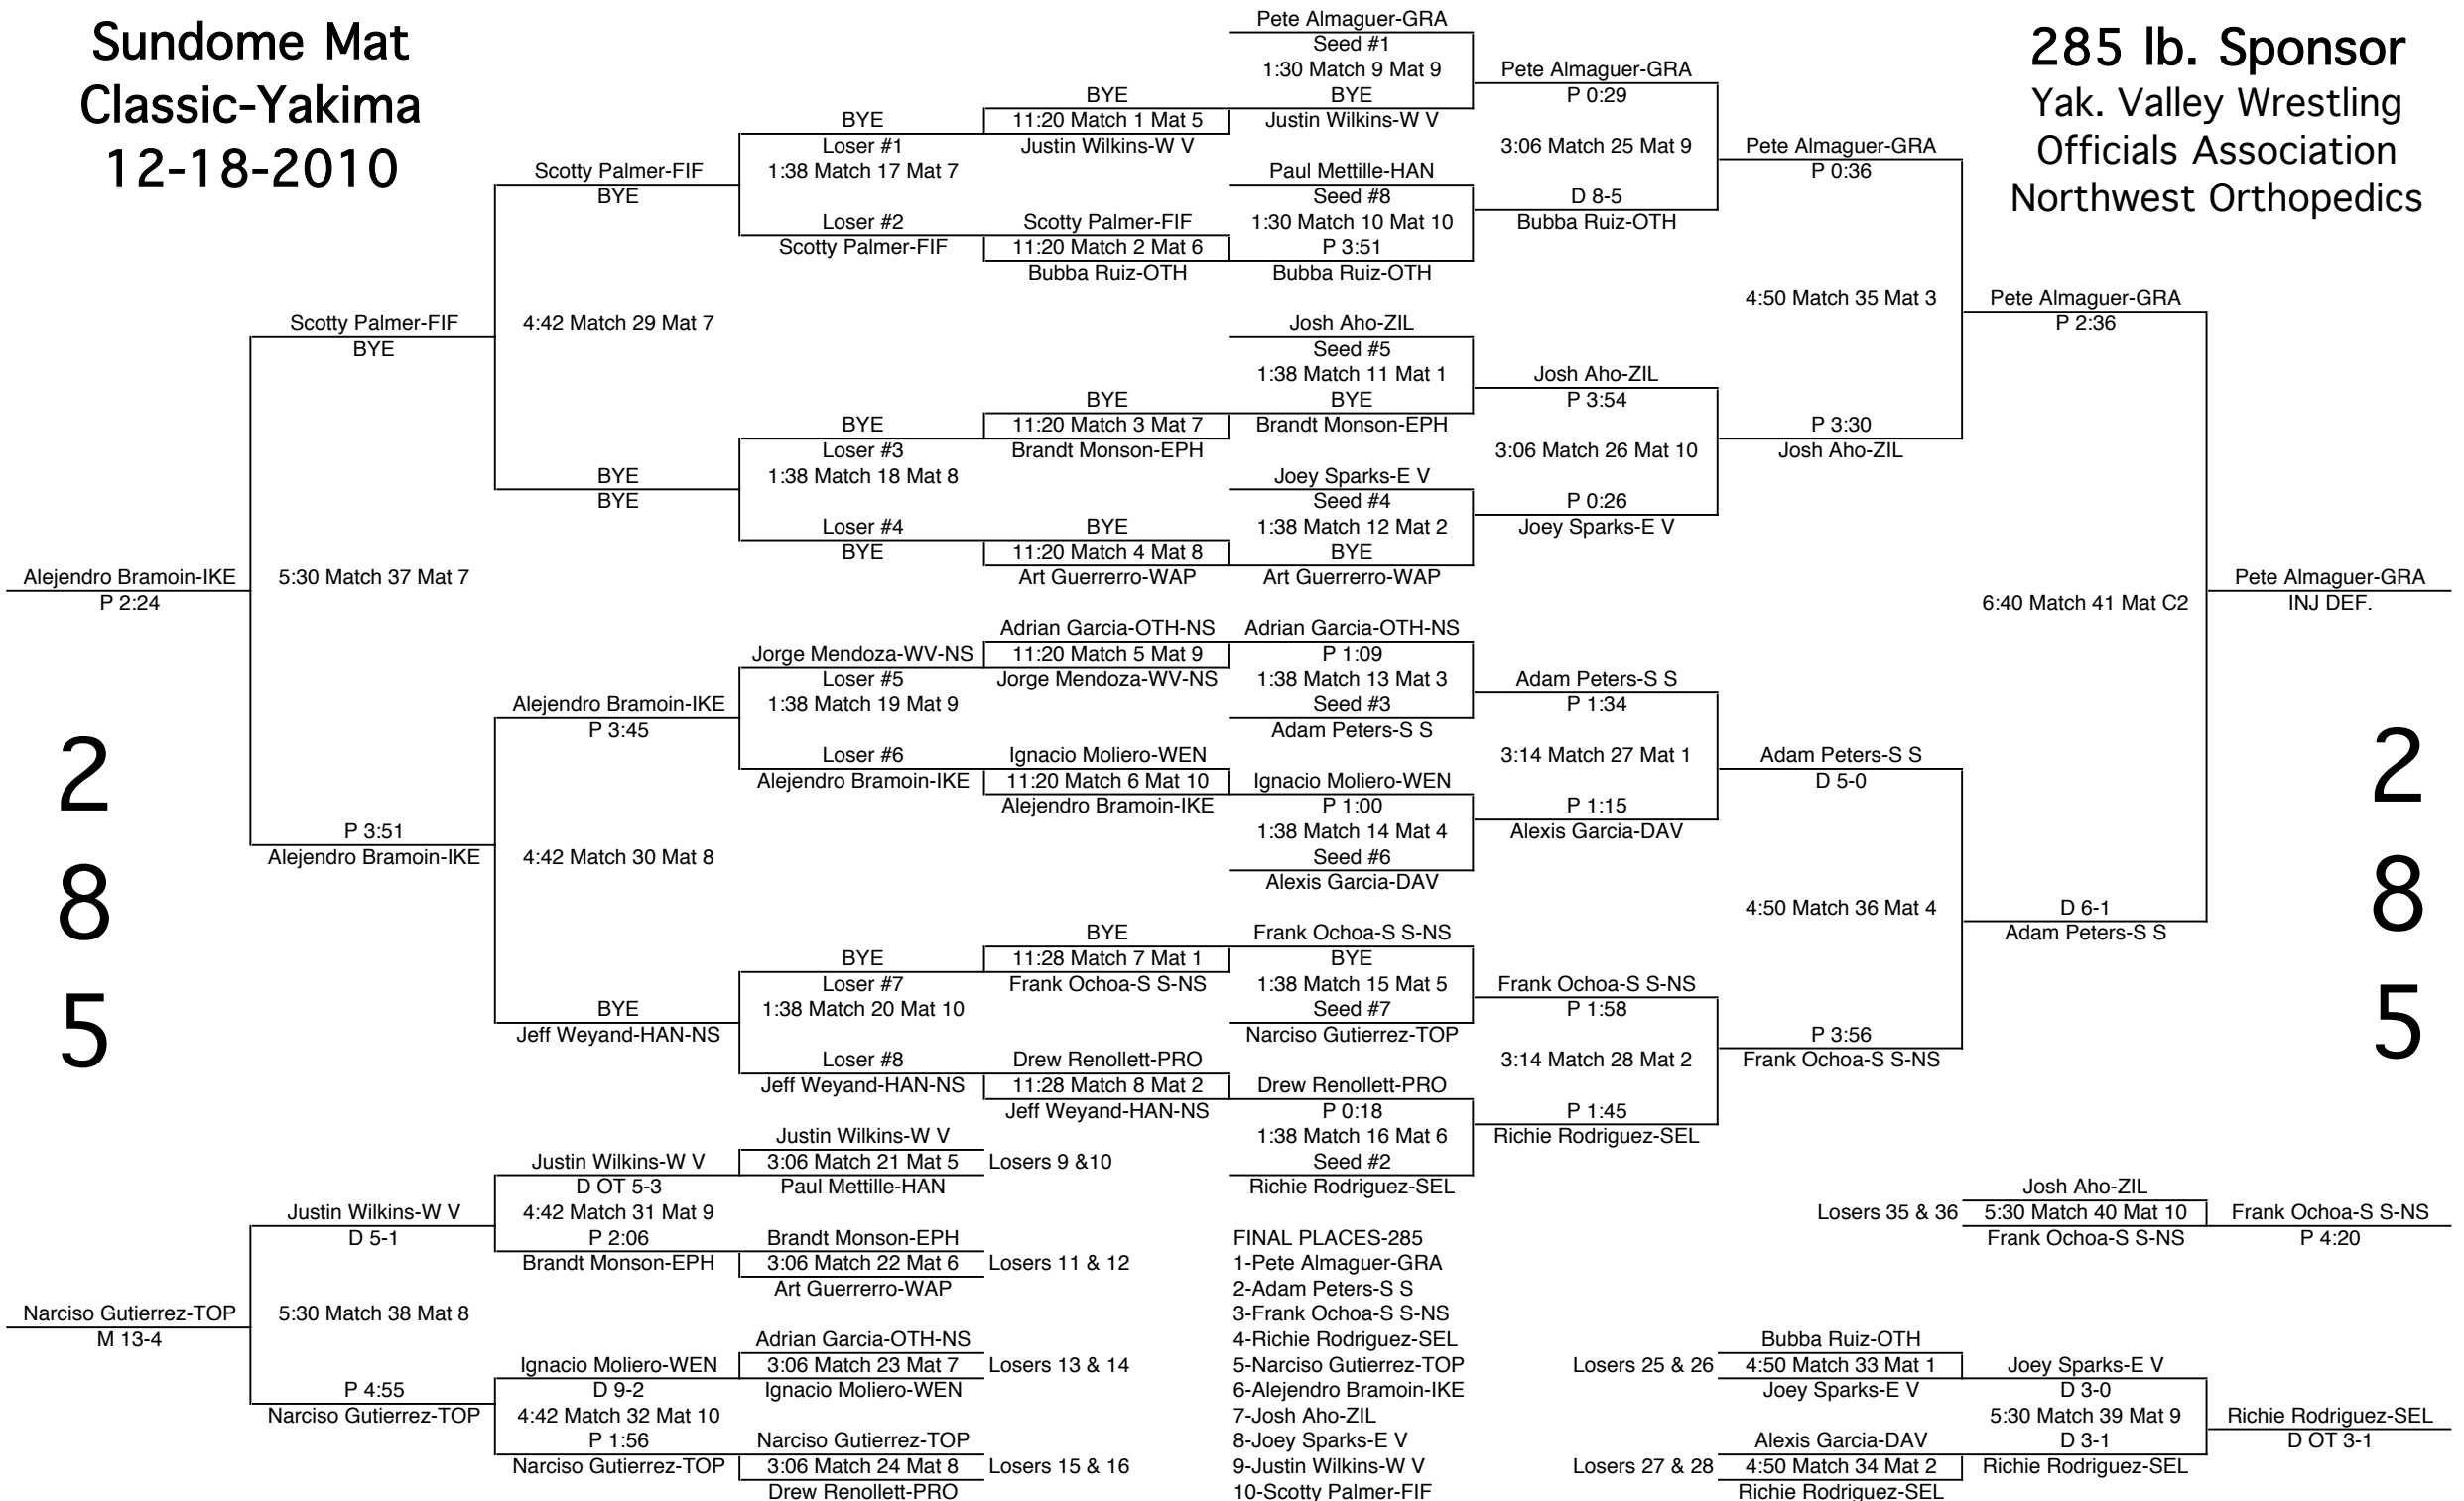 Sundome Mat
Classic-Yakima
12-18-2010
285 lb. Sponsor
Yak. Valley Wrestling
Officials Association
Northwest Orthopedics
Alejendro Bramoin-IKE
P 2:24
2
8
5
Narciso Gutierrez-TOP
M 13-4
Scotty Palmer-FIF
BYE
5:30 Match 37 Mat 7
P 3:51
Alejendro Bramoin-IKE
Justin Wilkins-W V
D 5-1
5:30 Match 38 Mat 8
P 4:55
Narciso Gutierrez-TOP
Scotty Palmer-FIF
BYE
4:42 Match 29 Mat 7
BYE
BYE
Alejendro Bramoin-IKE
P 3:45
4:42 Match 30 Mat 8
BYE
Jeff Weyand-HAN-NS
Justin Wilkins-W V
D OT 5-3
4:42 Match 31 Mat 9
P 2:06
Brandt Monson-EPH
Ignacio Moliero-WEN
D 9-2
4:42 Match 32 Mat 10
P 1:56
Narciso Gutierrez-TOP
BYE
Loser #1
1:38 Match 17 Mat 7
Loser #2
Scotty Palmer-FIF
BYE
Loser #3
1:38 Match 18 Mat 8
Loser #4
BYE
Jorge Mendoza-WV-NS
Loser #5
1:38 Match 19 Mat 9
Loser #6
Alejendro Bramoin-IKE
BYE
Loser #7
1:38 Match 20 Mat 10
Loser #8
Jeff Weyand-HAN-NS
Justin Wilkins-W V
3:06 Match 21 Mat 5
Paul Mettille-HAN
Losers 9 &10
Brandt Monson-EPH
3:06 Match 22 Mat 6
Art Guerrerro-WAP
Losers 11 & 12
Adrian Garcia-OTH-NS
3:06 Match 23 Mat 7
Ignacio Moliero-WEN
Losers 13 & 14
Narciso Gutierrez-TOP
3:06 Match 24 Mat 8
Drew Renollett-PRO
Losers 15 & 16
BYE
11:20 Match 1 Mat 5
Justin Wilkins-W V
Scotty Palmer-FIF
11:20 Match 2 Mat 6
Bubba Ruiz-OTH
BYE
11:20 Match 3 Mat 7
Brandt Monson-EPH
BYE
11:20 Match 4 Mat 8
Art Guerrerro-WAP
Adrian Garcia-OTH-NS
11:20 Match 5 Mat 9
Jorge Mendoza-WV-NS
Ignacio Moliero-WEN
11:20 Match 6 Mat 10
Alejendro Bramoin-IKE
BYE
11:28 Match 7 Mat 1
Frank Ochoa-S S-NS
Drew Renollett-PRO
11:28 Match 8 Mat 2
Jeff Weyand-HAN-NS
Pete Almaguer-GRA
Seed #1
1:30 Match 9 Mat 9
BYE
Justin Wilkins-W V
Paul Mettille-HAN
Seed #8
1:30 Match 10 Mat 10
P 3:51
Bubba Ruiz-OTH
Josh Aho-ZIL
Seed #5
1:38 Match 11 Mat 1
BYE
Brandt Monson-EPH
Joey Sparks-E V
Seed #4
1:38 Match 12 Mat 2
BYE
Art Guerrerro-WAP
Adrian Garcia-OTH-NS
P 1:09
1:38 Match 13 Mat 3
Seed #3
Adam Peters-S S
Ignacio Moliero-WEN
P 1:00
1:38 Match 14 Mat 4
Seed #6
Alexis Garcia-DAV
Frank Ochoa-S S-NS
BYE
1:38 Match 15 Mat 5
Seed #7
Narciso Gutierrez-TOP
Drew Renollett-PRO
P 0:18
1:38 Match 16 Mat 6
Seed #2
Richie Rodriguez-SEL
FINAL PLACES-285
1-Pete Almaguer-GRA
2-Adam Peters-S S
3-Frank Ochoa-S S-NS
4-Richie Rodriguez-SEL
5-Narciso Gutierrez-TOP
6-Alejendro Bramoin-IKE
7-Josh Aho-ZIL
8-Joey Sparks-E V
9-Justin Wilkins-W V
10-Scotty Palmer-FIF
Pete Almaguer-GRA
P 0:29
3:06 Match 25 Mat 9
D 8-5
Bubba Ruiz-OTH
Josh Aho-ZIL
P 3:54
3:06 Match 26 Mat 10
P 0:26
Joey Sparks-E V
Adam Peters-S S
P 1:34
3:14 Match 27 Mat 1
P 1:15
Alexis Garcia-DAV
Frank Ochoa-S S-NS
P 1:58
3:14 Match 28 Mat 2
P 1:45
Richie Rodriguez-SEL
Pete Almaguer-GRA
P 0:36
4:50 Match 35 Mat 3
P 3:30
Josh Aho-ZIL
Adam Peters-S S
D 5-0
4:50 Match 36 Mat 4
P 3:56
Frank Ochoa-S S-NS
Pete Almaguer-GRA
P 2:36
6:40 Match 41 Mat C2
D 6-1
Adam Peters-S S
Pete Almaguer-GRA
INJ DEF.
2
8
5
Losers 35 & 36
Josh Aho-ZIL
5:30 Match 40 Mat 10
Frank Ochoa-S S-NS
Frank Ochoa-S S-NS
P 4:20
Losers 25 & 26
Bubba Ruiz-OTH
4:50 Match 33 Mat 1
Joey Sparks-E V
Losers 27 & 28
Alexis Garcia-DAV
4:50 Match 34 Mat 2
Richie Rodriguez-SEL
Joey Sparks-E V
D 3-0
5:30 Match 39 Mat 9
D 3-1
Richie Rodriguez-SEL
Richie Rodriguez-SEL
D OT 3-1